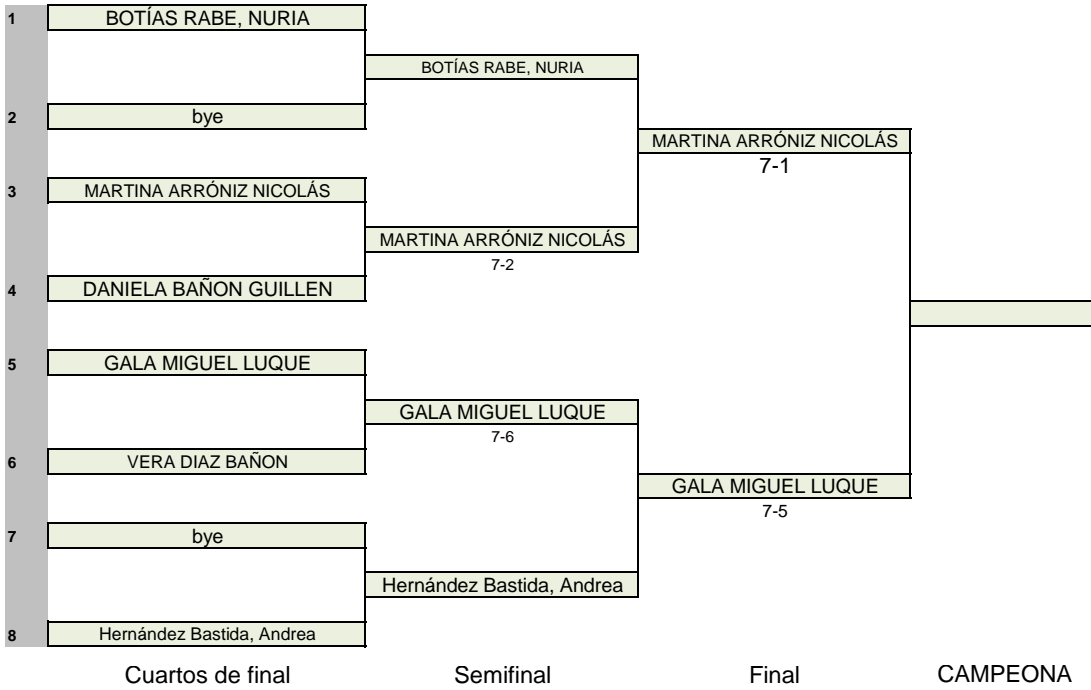 1 BOTÍAS RABE, NURIA
BOTÍAS RABE, NURIA
2 bye
MARTINA ARRÓNIZ NICOLÁS
7-1
3 MARTINA ARRÓNIZ NICOLÁS
MARTINA ARRÓNIZ NICOLÁS
7-2
4 DANIELA BAÑON GUILLEN
5 GALA MIGUEL LUQUE
GALA MIGUEL LUQUE
7-6
6 VERA DIAZ BAÑON
GALA MIGUEL LUQUE
7-5
7 bye
Hernández Bastida, Andrea
8 Hernández Bastida, Andrea
Cuartos de final Semifinal Final CAMPEONA